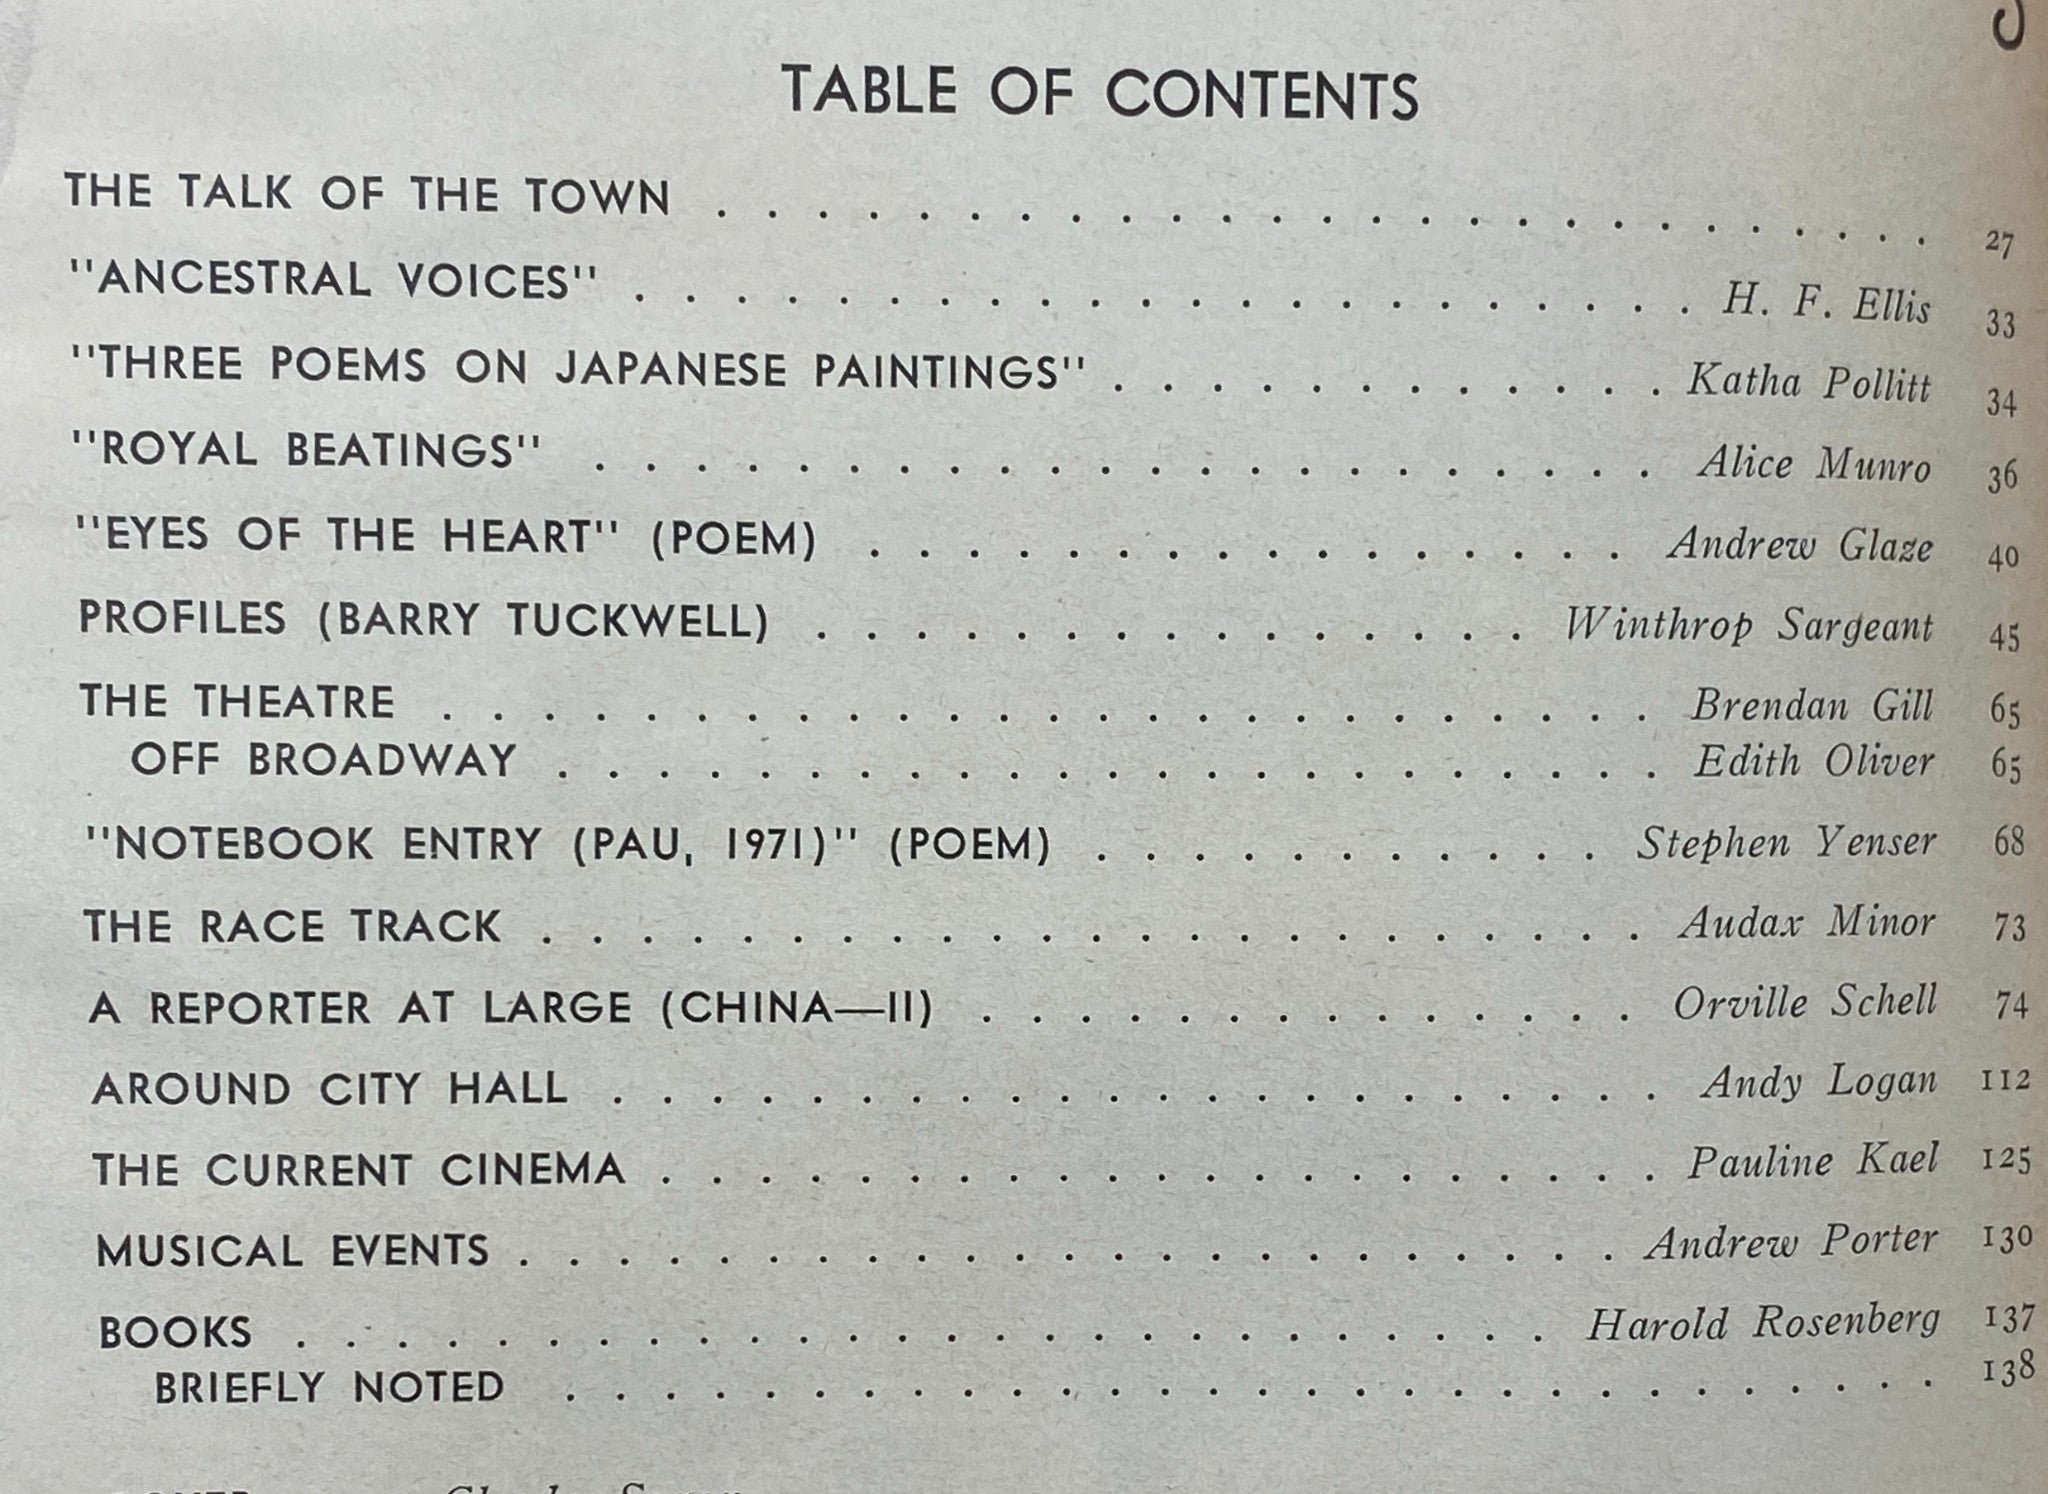 TABLE OF CONTENTS
THE TALK OF THE TOWN . . . . . . . . . . . . . . . . . . . . . . . . . 27
"ANCESTRAL VOICES" . . . . . . . . . . . . . . . . . . . . . . H. F. Ellis 33
"THREE POEMS ON JAPANESE PAINTINGS" . . . . . . . . . . . . Katha Pollitt 34
"ROYAL BEATINGS" . . . . . . . . . . . . . . . . . . . . . . Alice Munro 36
"EYES OF THE HEART" (POEM) . . . . . . . . . . . . . . . . Andrew Glaze 40
PROFILES (BARRY TUCKWELL) . . . . . . . . . . . . . . . Winthrop Sargeant 45
THE THEATRE . . . . . . . . . . . . . . . . . . . . . . . . . Brendan Gill 65
OFF BROADWAY . . . . . . . . . . . . . . . . . . . . . . . Edith Oliver 65
"NOTEBOOK ENTRY (PAU, 1971)" (POEM) . . . . . . . . . . . Stephen Yenser 68
THE RACE TRACK . . . . . . . . . . . . . . . . . . . . . . . Audax Minor 73
A REPORTER AT LARGE (CHINA—II) . . . . . . . . . . . . . . Orville Schell 74
AROUND CITY HALL . . . . . . . . . . . . . . . . . . . . . . Andy Logan 112
THE CURRENT CINEMA . . . . . . . . . . . . . . . . . . . . . Pauline Kael 125
MUSICAL EVENTS . . . . . . . . . . . . . . . . . . . . . . . Andrew Porter 130
BOOKS . . . . . . . . . . . . . . . . . . . . . . . . . . Harold Rosenberg 137
BRIEFLY NOTED . . . . . . . . . . . . . . . . . . . . . . . . . . . . 138